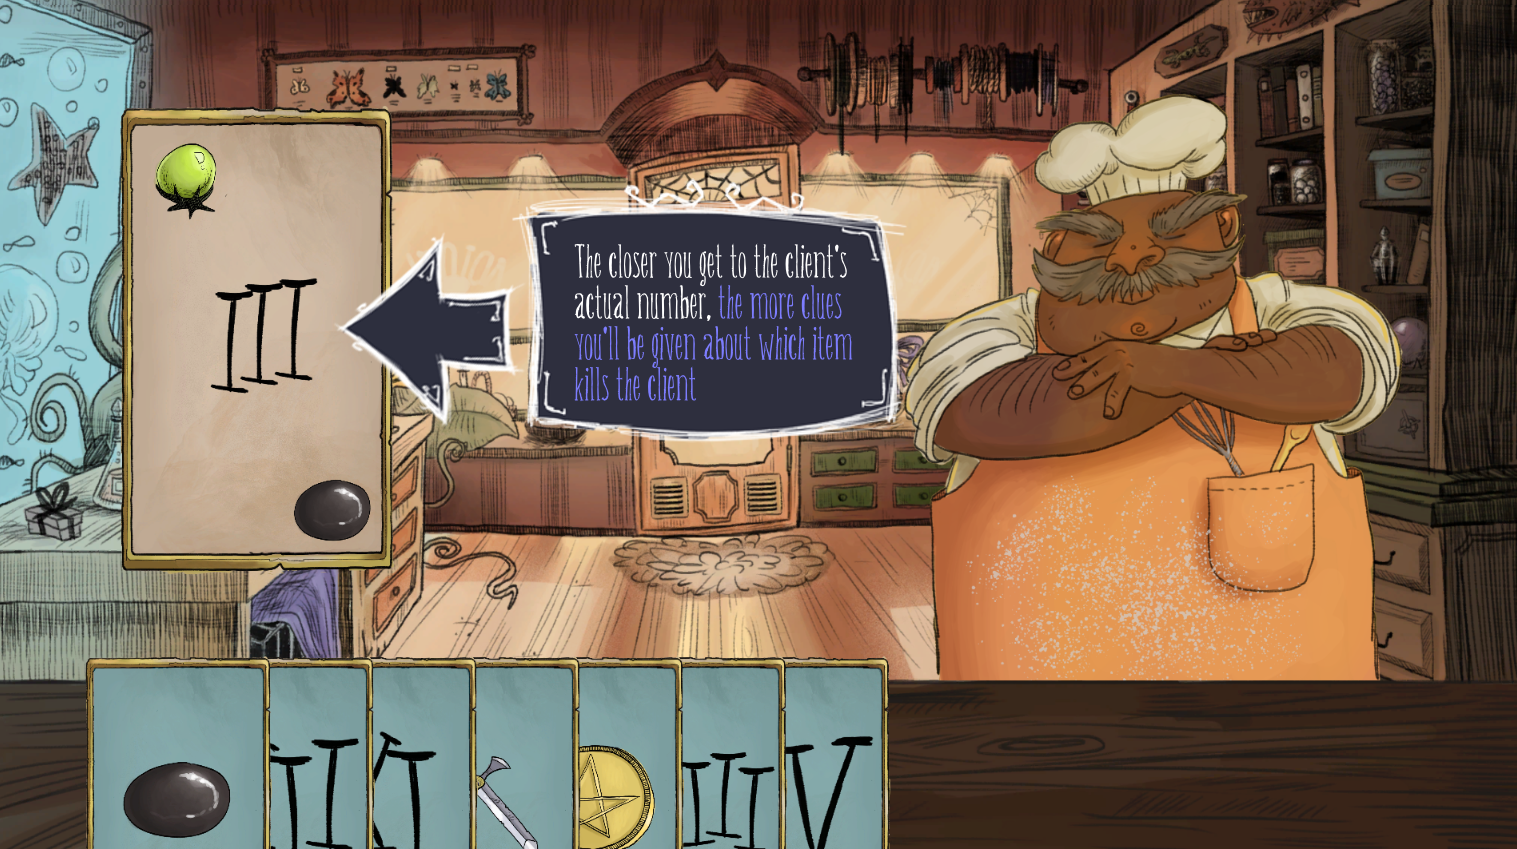 III
The closer you get to the client's
actual number, the more clues
you'll be given about which item
kills the client
III
V